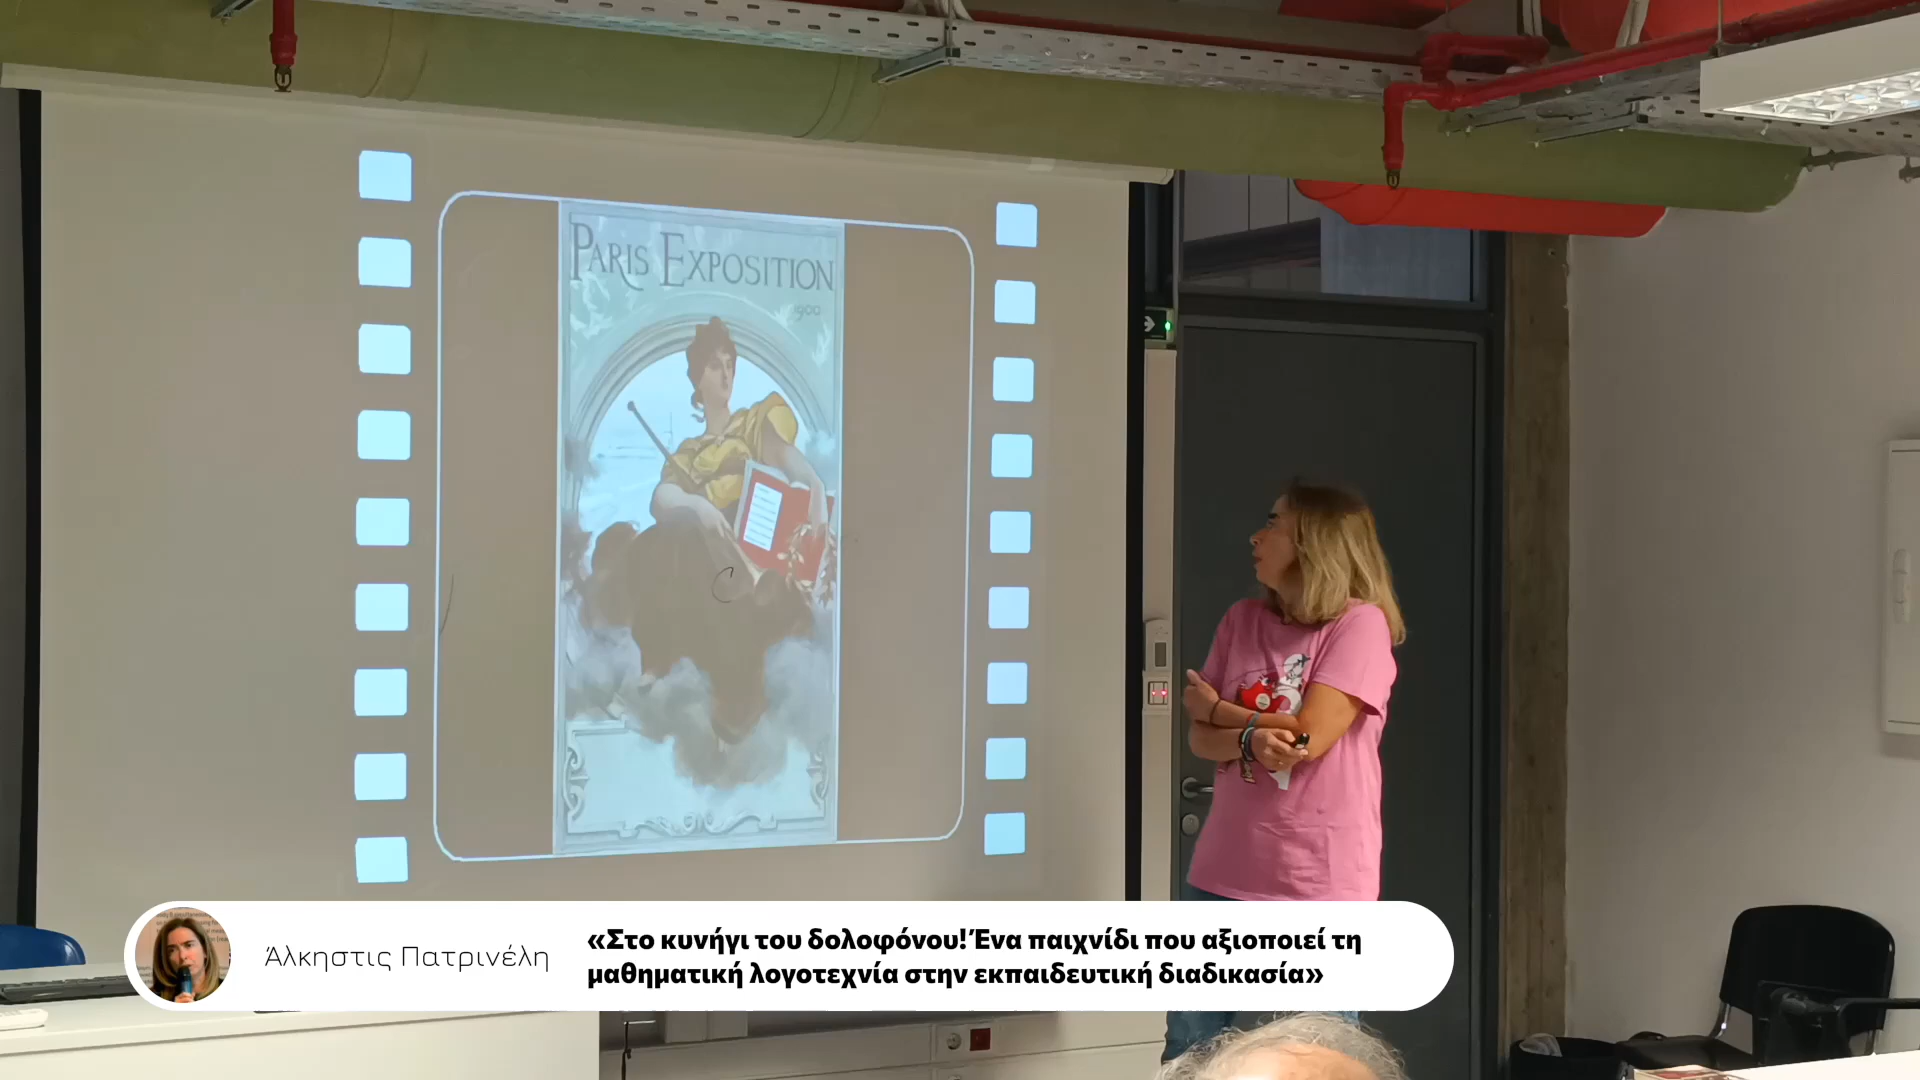 PARIS EXPOSITION
1900
Άλκηστις Πατρινέλη
«Στο κυνήγι του δολοφόνου! Ένα παιχνίδι που αξιοποιεί τη
μαθηματική λογοτεχνία στην εκπαιδευτική διαδικασία»